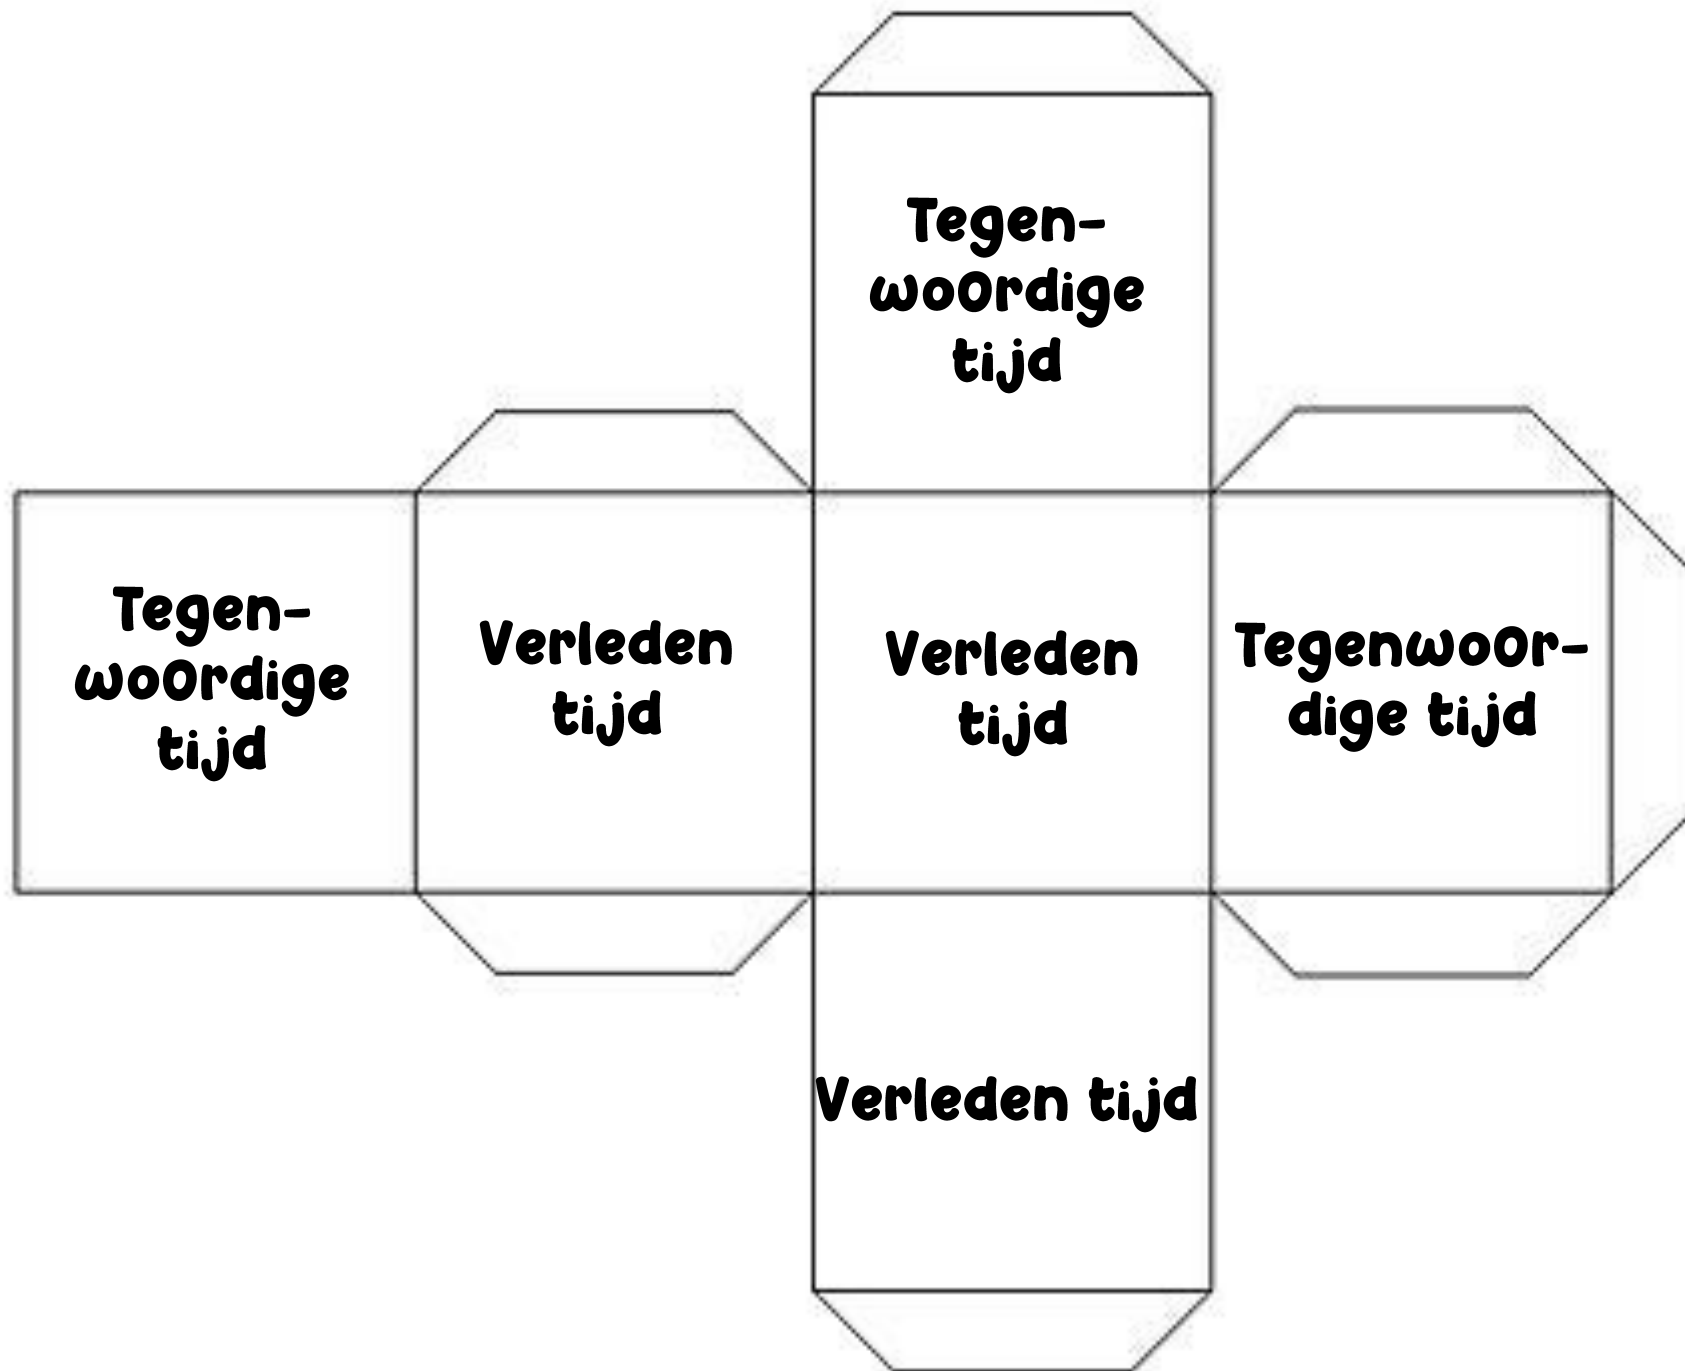 Tegen-
woordige
tijd
Tegen-
woordige
tijd
Verleden
tijd
Verleden
tijd
Tegenwoor-
dige tijd
Verleden tijd